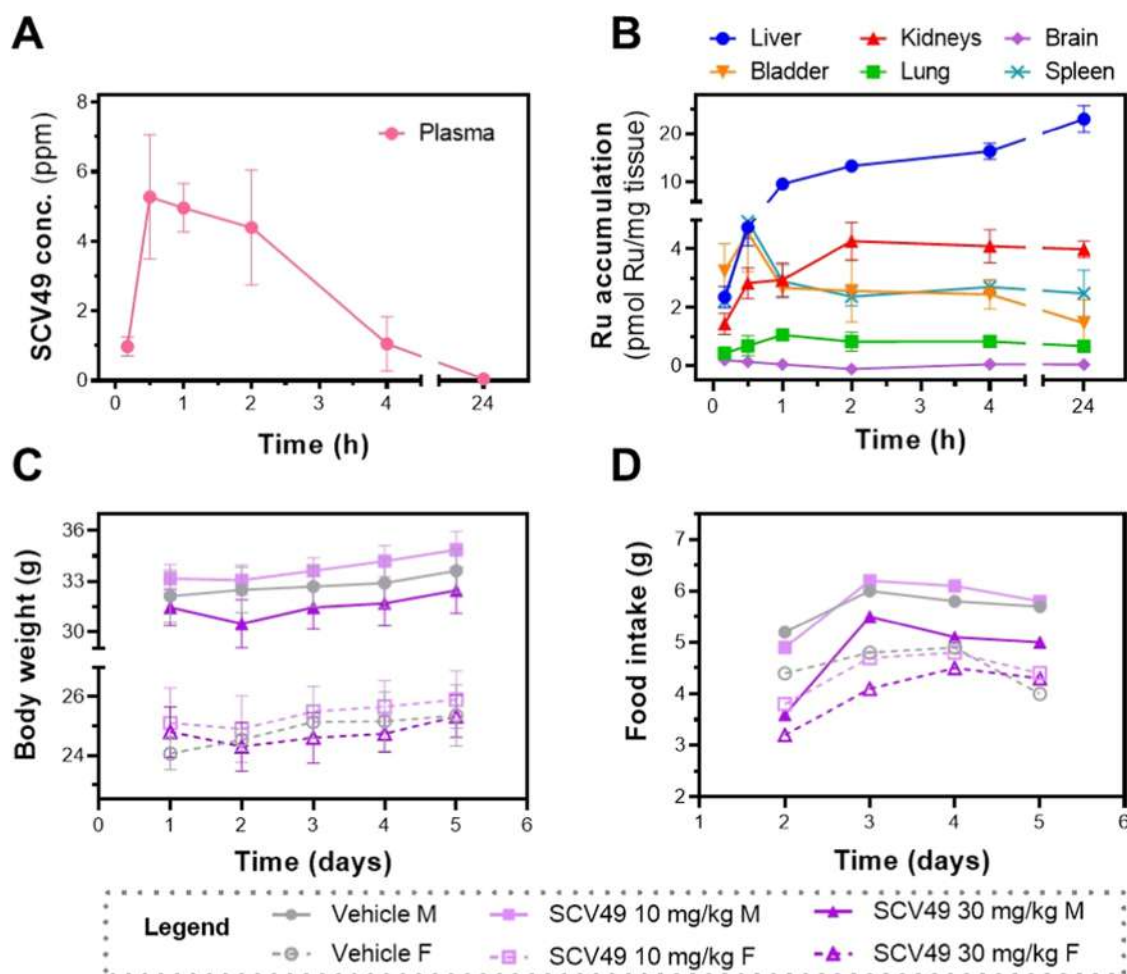 A
SCV49 conc. (ppm)
8
6
4
2
0
Plasma
0 1 2 3 4 24
Time (h)
B
Liver Kidneys Brain
Bladder Lung Spleen
Ru accumulation
(pmol Ru/mg tissue)
20
10
4
2
0
0 1 2 3 4 24
Time (h)
C
Body weight (g)
36
33
30
26
24
0 1 2 3 4 5 6
Time (days)
D
Food intake (g)
7
6
5
4
3
2
1 2 3 4 5 6
Time (days)
Legend
Vehicle M SCV49 10 mg/kg M SCV49 30 mg/kg M
Vehicle F SCV49 10 mg/kg F SCV49 30 mg/kg F